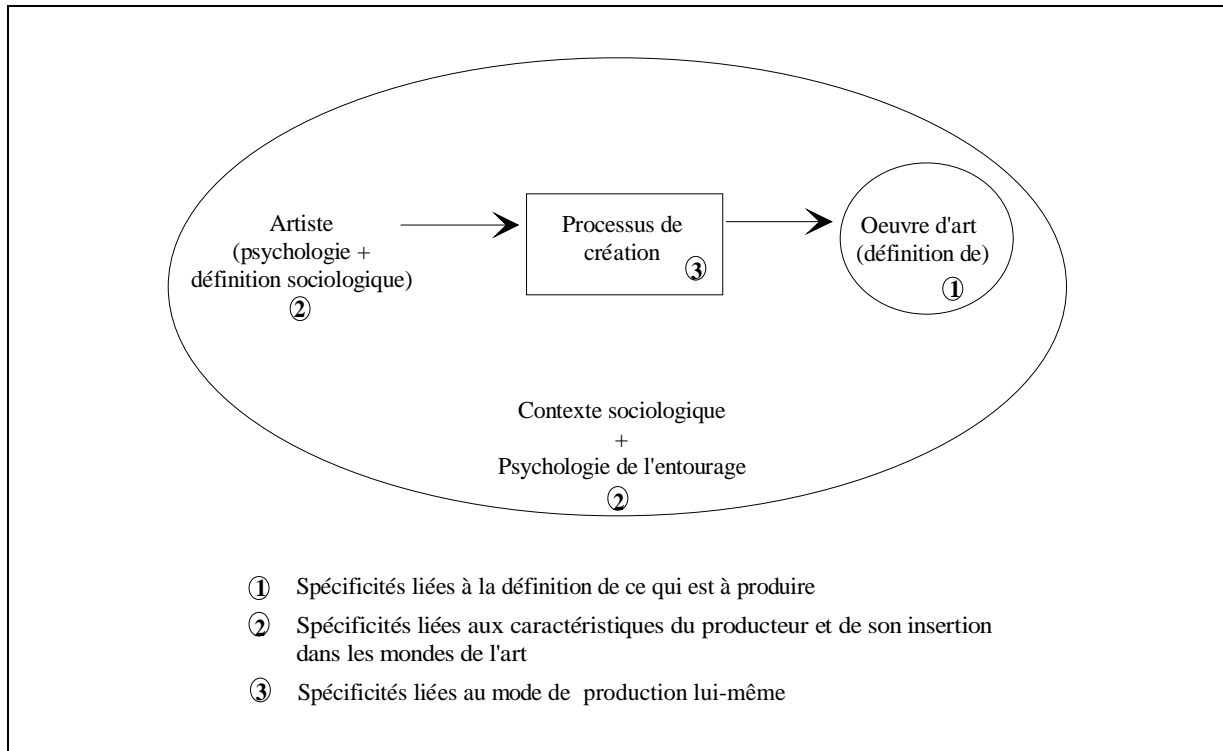 Artiste
(psychologie +
définition sociologique)
②
Processus de
création
③
Oeuvre d'art
(définition de)
①
Contexte sociologique
+
Psychologie de l'entourage
②
① Spécificités liées à la définition de ce qui est à produire
② Spécificités liées aux caractéristiques du producteur et de son insertion
dans les mondes de l'art
③ Spécificités liées au mode de production lui-même